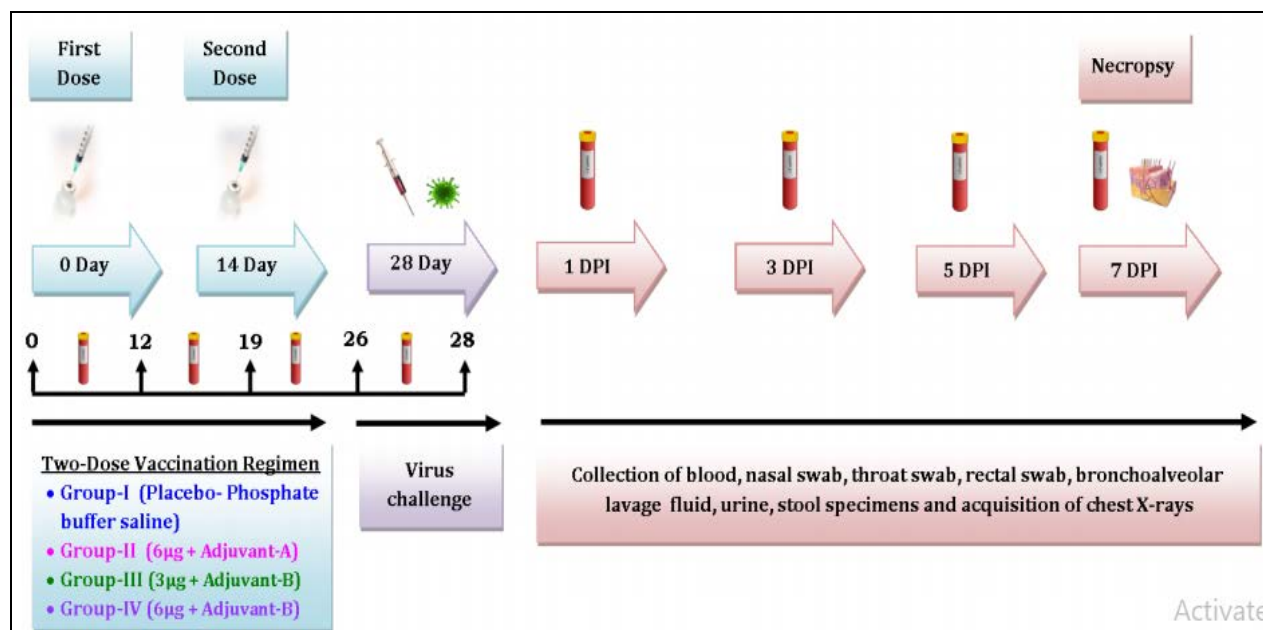 First
Dose
Second
Dose
Necropsy
0 Day
14 Day
28 Day
1 DPI
3 DPI
5 DPI
7 DPI
0
12
19
26
28
Two-Dose Vaccination Regimen
• Group-I (Placebo- Phosphate
buffer saline)
• Group-II (6µg + Adjuvant-A)
• Group-III (3µg + Adjuvant-B)
• Group-IV (6µg + Adjuvant-B)
Virus
challenge
Collection of blood, nasal swab, throat swab, rectal swab, bronchoalveolar
lavage fluid, urine, stool specimens and acquisition of chest X-rays
Activate